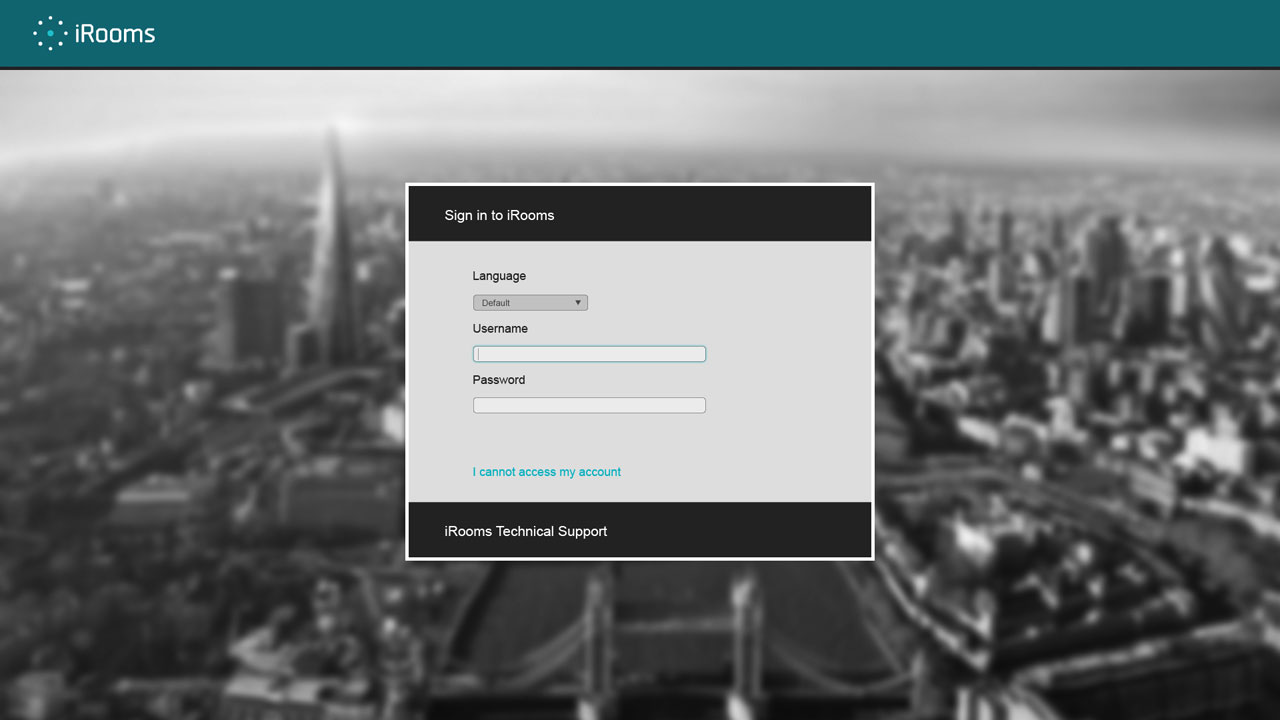 iRooms
Sign in to iRooms
Language
Default
Username
Password
I cannot access my account
iRooms Technical Support